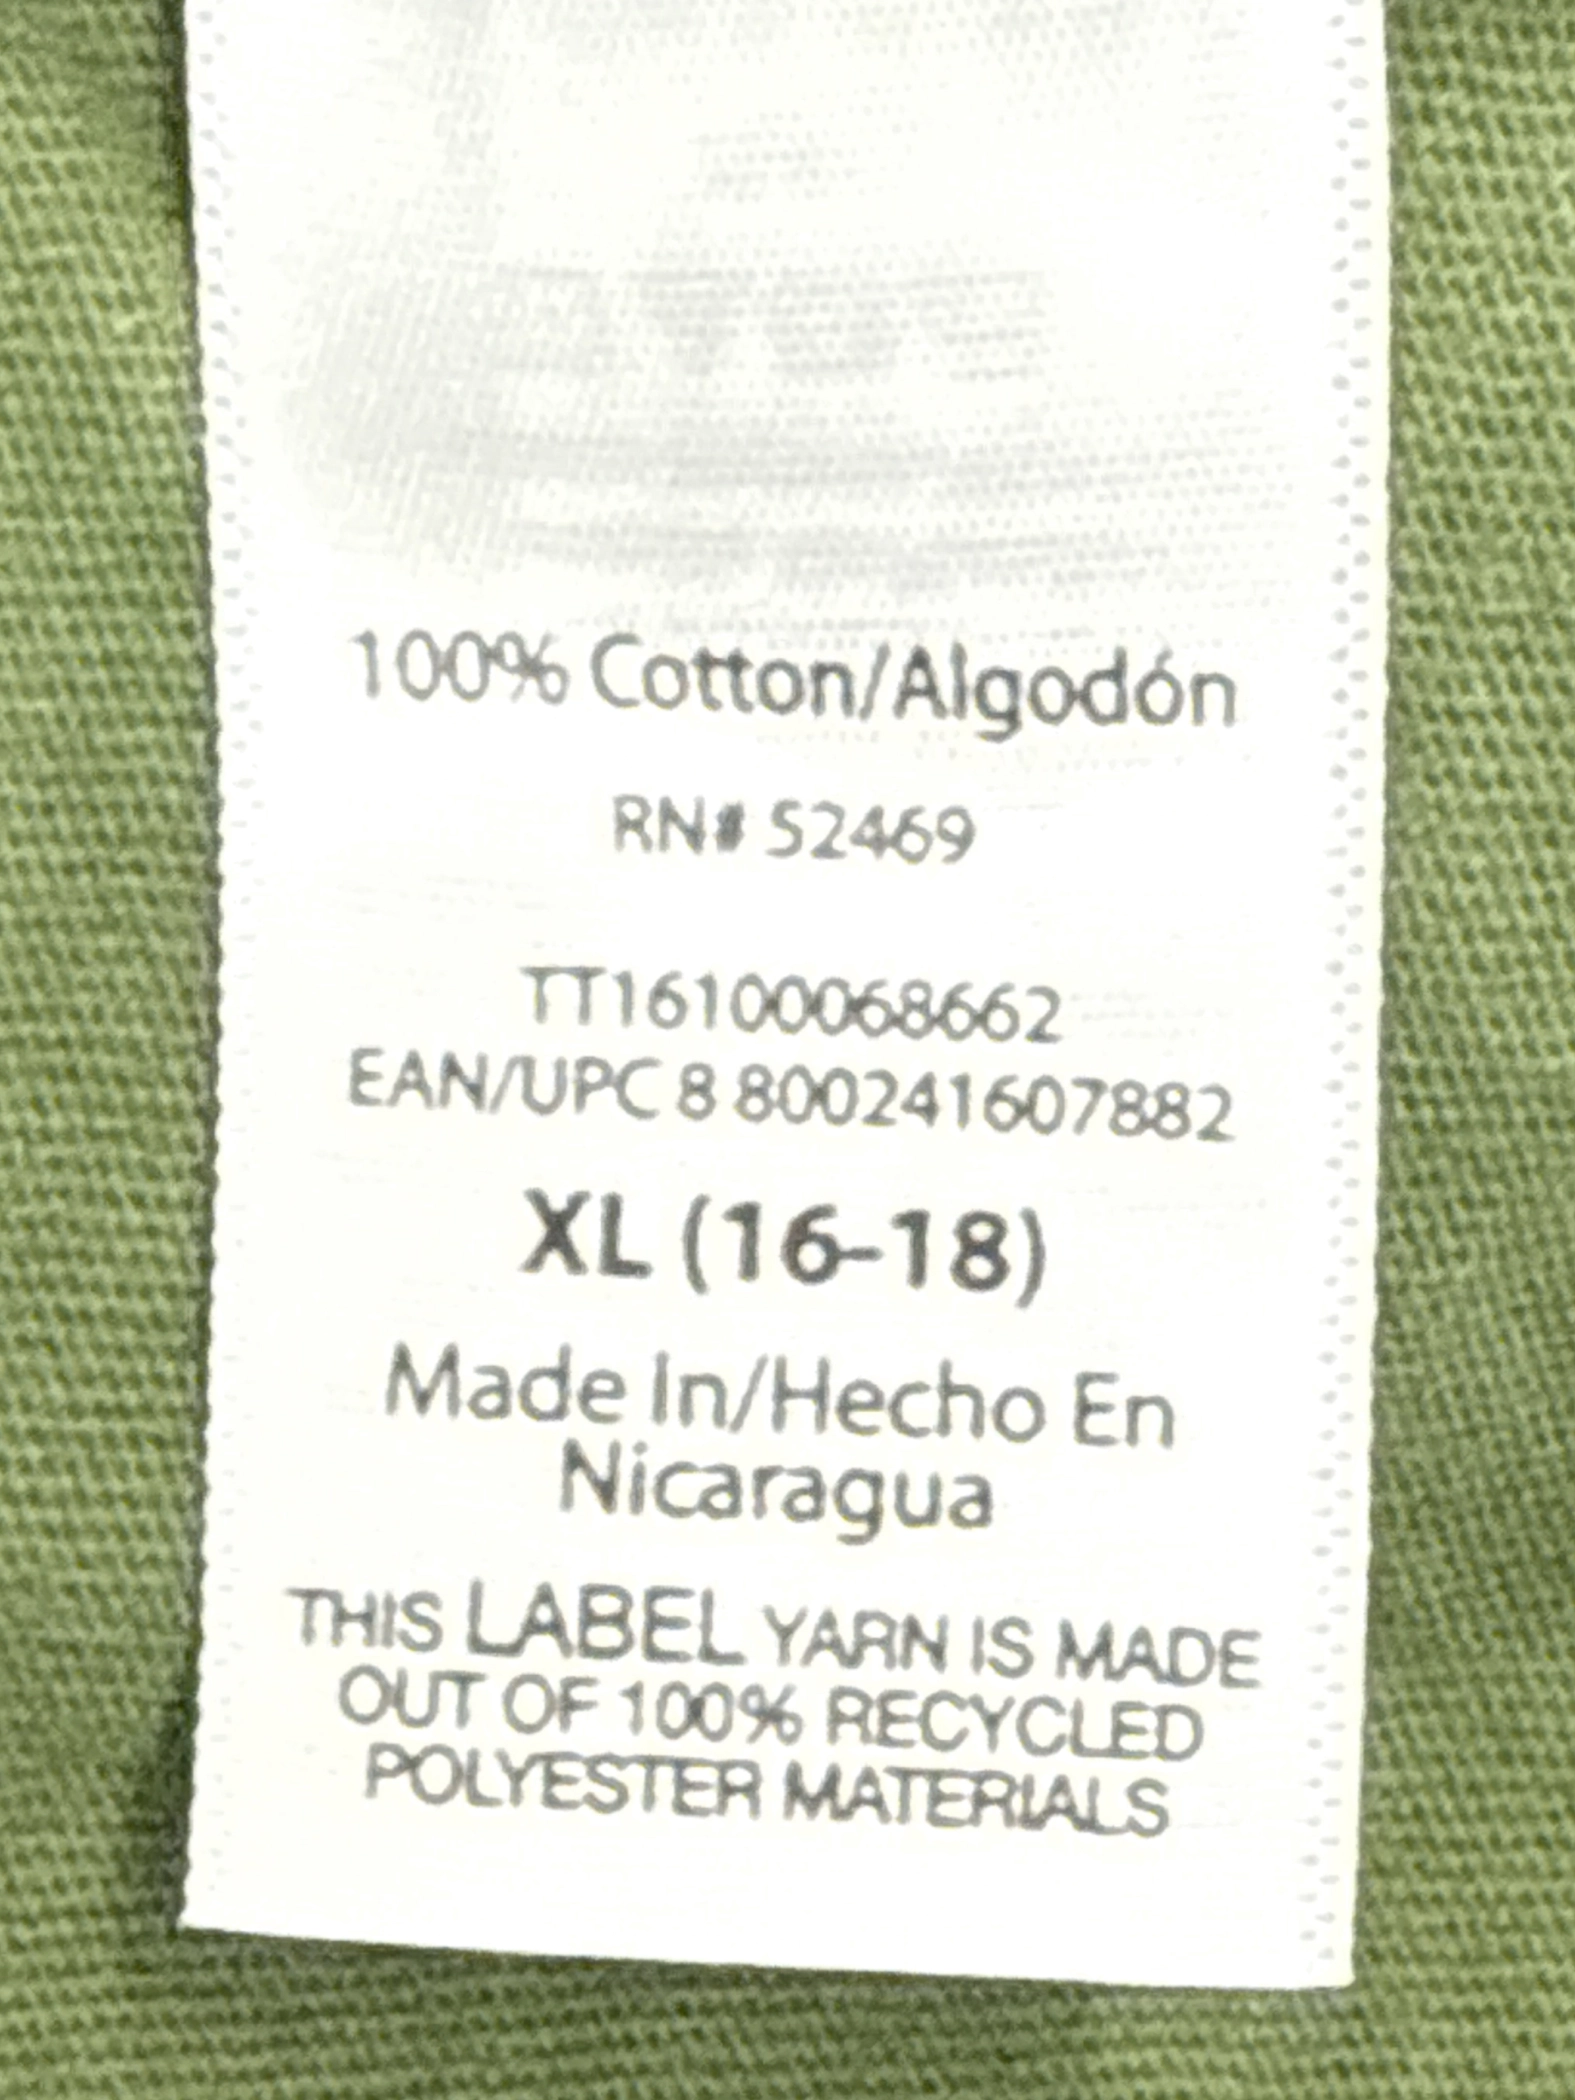 100% Cotton/Algodón
RN# 52469
TT16100068662
EAN/UPC 8 800241607882
XL (16-18)
Made In/Hecho En
Nicaragua
THIS LABEL YARN IS MADE
OUT OF 100% RECYCLED
POLYESTER MATERIALS